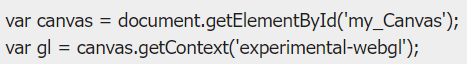 var canvas = document.getElementById('my_Canvas');
var gl = canvas.getContext('experimental-webgl');